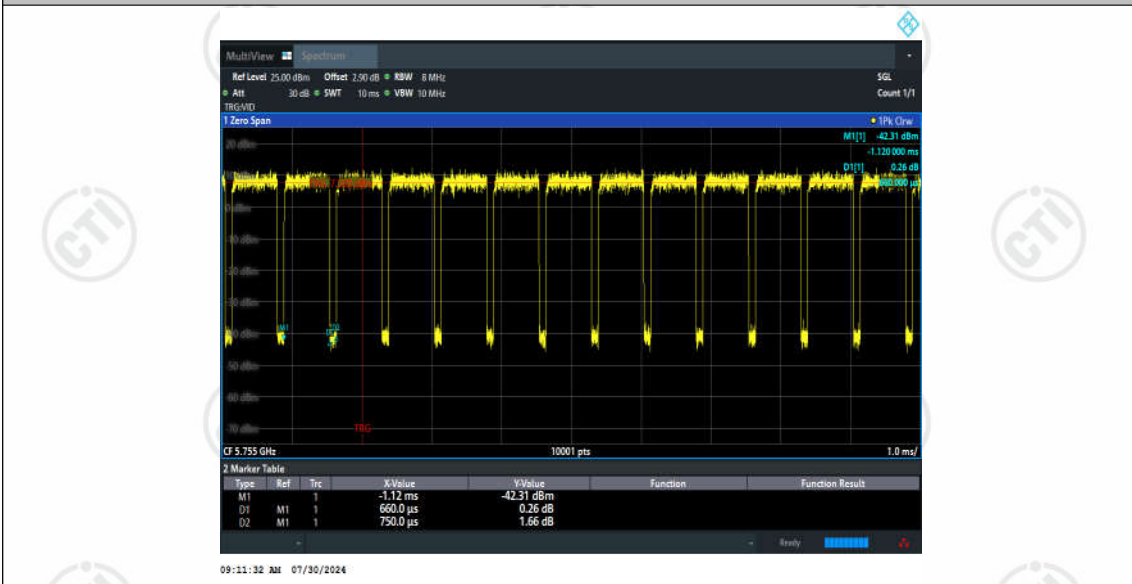 MultiView Spectrum
Ref Level 25.00 dBm Offset 2.90 dB RBW 8 MHz SGL
Att 30 dB SWT 10 ms VBW 10 MHz Count 1/1
TRG:VID
1 Zero Span 1Pk Clrw
M1[1] -42.31 dBm
-1.120 000 ms
20 dBm
D1[1] 0.26 dB
660.000 µs
0 dBm
-10 dBm
-20 dBm
M1
-50 dBm
-60 dBm
-70 dBm
TRG
CF 5.755 GHz 10001 pts 1.0 ms/
2 Marker Table
Type Ref Trc X-Value Y-Value Function Function Result
M1 1 -1.12 ms -42.31 dBm
D1 M1 1 660.0 µs 0.26 dB
D2 M1 1 750.0 µs 1.66 dB
Ready
09:11:32 AM 07/30/2024
CTI
CTI